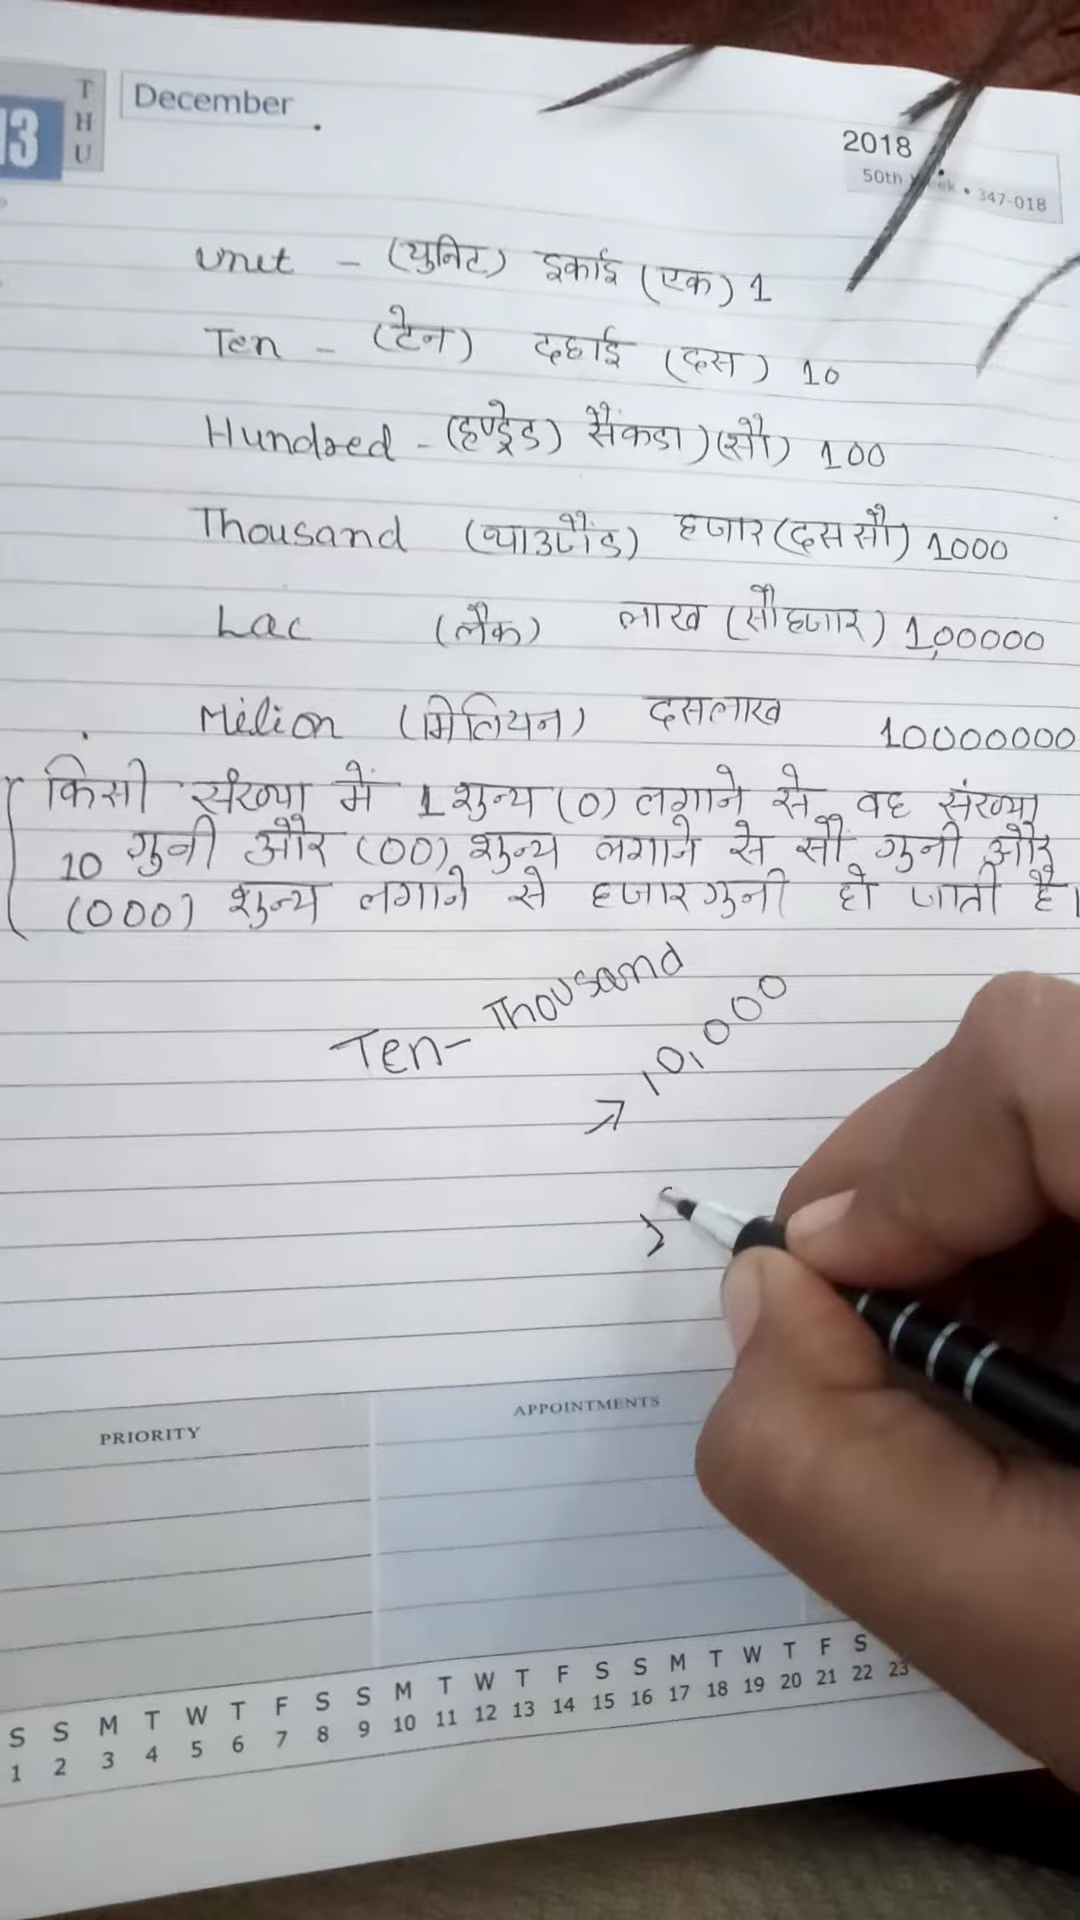 13
THU
December
2018
50th Week • 347-018
Unit - (युनिट) इकाई (एक) 1
Ten - (टैन) दहाई (दस) 10
Hundred - (हण्ड्रेड) सैंकडा) (सौ) 100
Thousand (थाउजैंड) हजार (दस सौ) 1000
Lac (लैक) लाख (सौ हजार) 1,00000
Milion (मिलियन) दसलाख 10000000
किसी संख्या में 1 शुन्य (0) लगाने से वह संख्या
10 गुनी और (00) शुन्य लगाने से सौ गुनी और
(000) शुन्य लगाने से हजार गुनी हो जाती है।
Ten- Thousand
→ 10,000
PRIORITY
APPOINTMENTS
S S M T W T F S S M T W T F S S M T W T F S
1 2 3 4 5 6 7 8 9 10 11 12 13 14 15 16 17 18 19 20 21 22 23